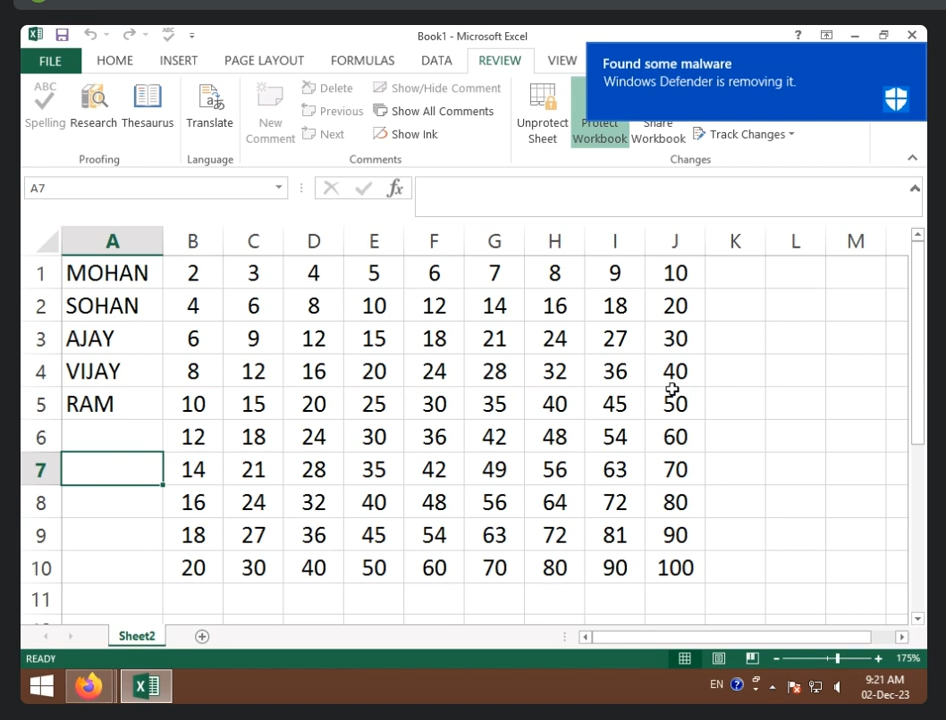 Book1 - Microsoft Excel
FILE HOME INSERT PAGE LAYOUT FORMULAS DATA REVIEW VIEW
Found some malware
Windows Defender is removing it.
ABC
Spelling Research Thesaurus
Translate
New
Comment
Delete
Previous
Next
Show/Hide Comment
Show All Comments
Show Ink
Unprotect
Sheet
Protect
Workbook
Share
Workbook
Track Changes
Proofing Language Comments Changes
A7 fx
A B C D E F G H I J K L M
1 MOHAN 2 3 4 5 6 7 8 9 10
2 SOHAN 4 6 8 10 12 14 16 18 20
3 AJAY 6 9 12 15 18 21 24 27 30
4 VIJAY 8 12 16 20 24 28 32 36 40
5 RAM 10 15 20 25 30 35 40 45 50
6 12 18 24 30 36 42 48 54 60
7 14 21 28 35 42 49 56 63 70
8 16 24 32 40 48 56 64 72 80
9 18 27 36 45 54 63 72 81 90
10 20 30 40 50 60 70 80 90 100
11
Sheet2
READY 175%
EN 9:21 AM
02-Dec-23